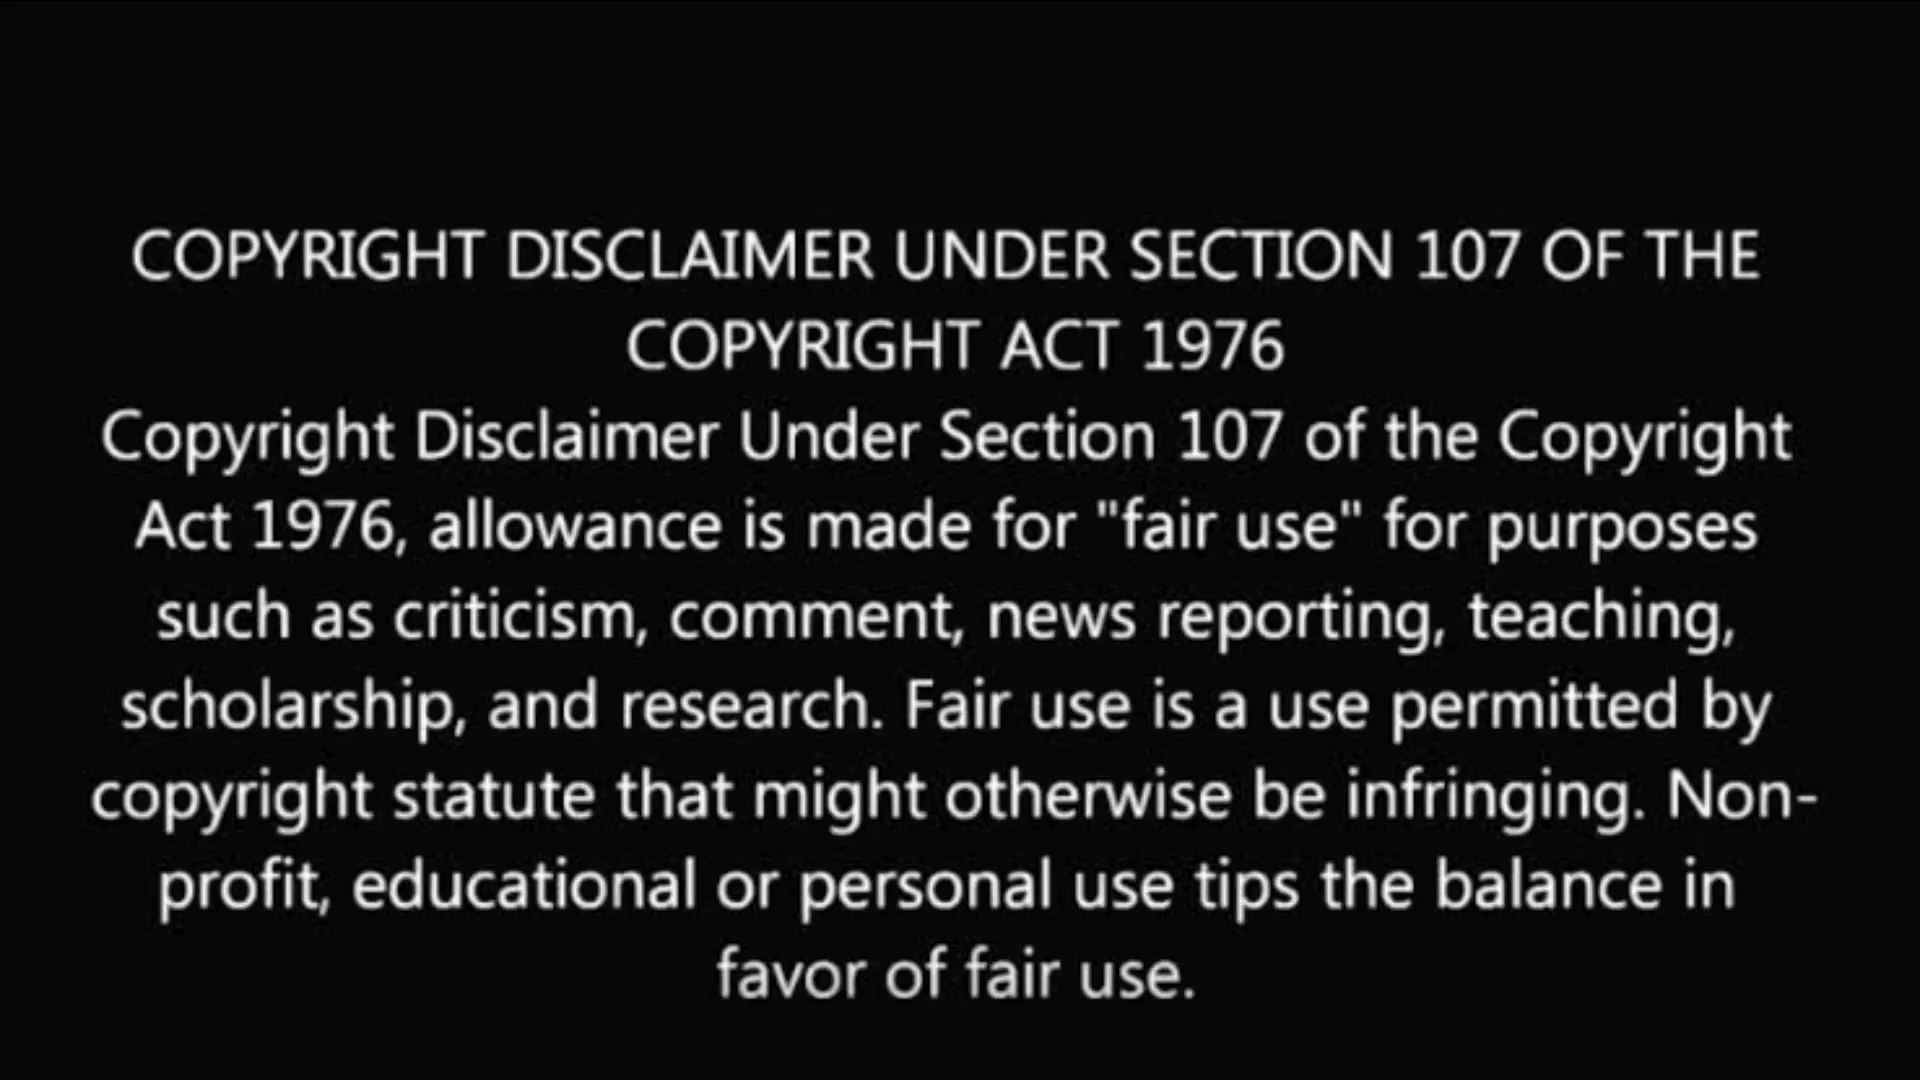 COPYRIGHT DISCLAIMER UNDER SECTION 107 OF THE
COPYRIGHT ACT 1976
Copyright Disclaimer Under Section 107 of the Copyright
Act 1976, allowance is made for "fair use" for purposes
such as criticism, comment, news reporting, teaching,
scholarship, and research. Fair use is a use permitted by
copyright statute that might otherwise be infringing. Non-
profit, educational or personal use tips the balance in
favor of fair use.